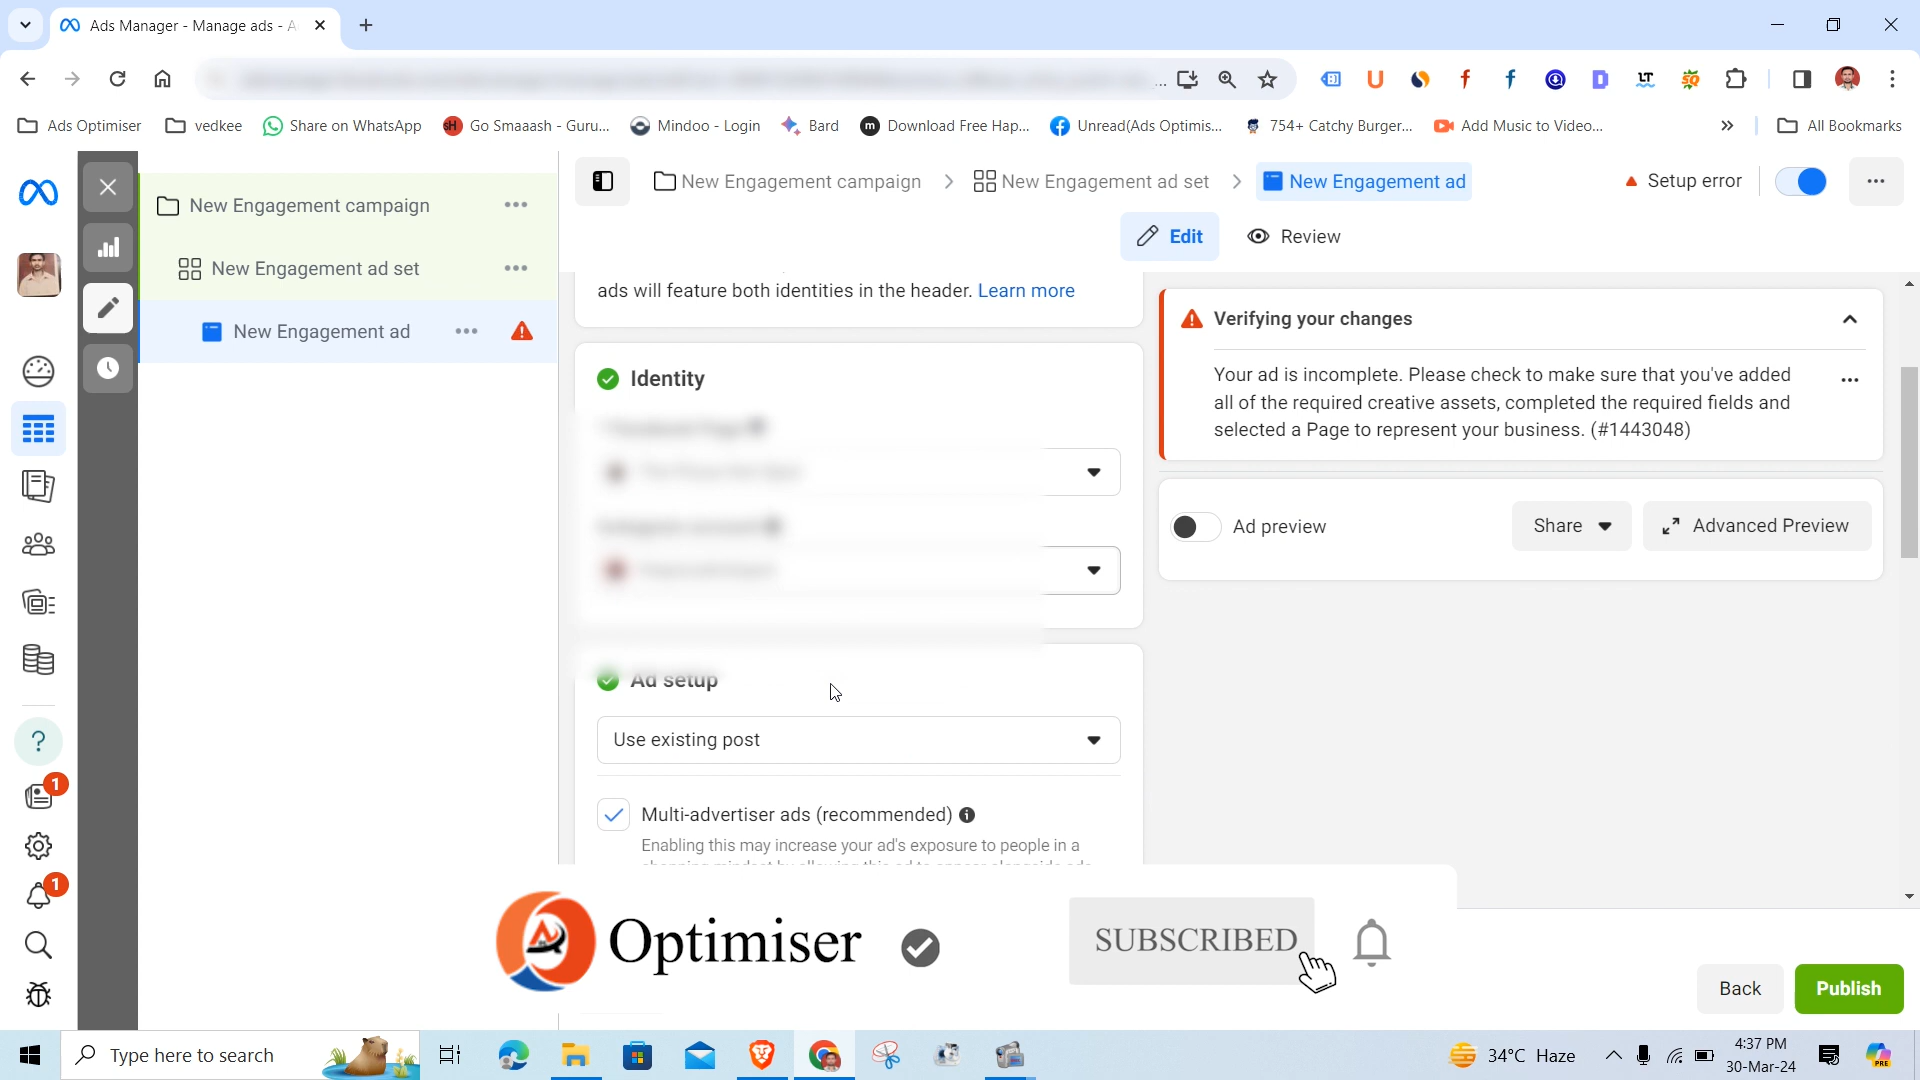 Ads Manager - Manage ads - A
Ads Optimiser
vedkee
Share on WhatsApp
Go Smaaash - Guru...
Mindoo - Login
Bard
Download Free Hap...
Unread(Ads Optimis...
754+ Catchy Burger...
Add Music to Video...
All Bookmarks
New Engagement campaign
New Engagement ad set
New Engagement ad
New Engagement campaign
New Engagement ad set
New Engagement ad
Setup error
Edit
Review
ads will feature both identities in the header. Learn more
Identity
Ad setup
Use existing post
Multi-advertiser ads (recommended)
Enabling this may increase your ad's exposure to people in a
Verifying your changes
Your ad is incomplete. Please check to make sure that you've added
all of the required creative assets, completed the required fields and
selected a Page to represent your business. (#1443048)
Ad preview
Share
Advanced Preview
1
1
Optimiser
SUBSCRIBED
Back
Publish
Type here to search
34°C Haze
4:37 PM
30-Mar-24